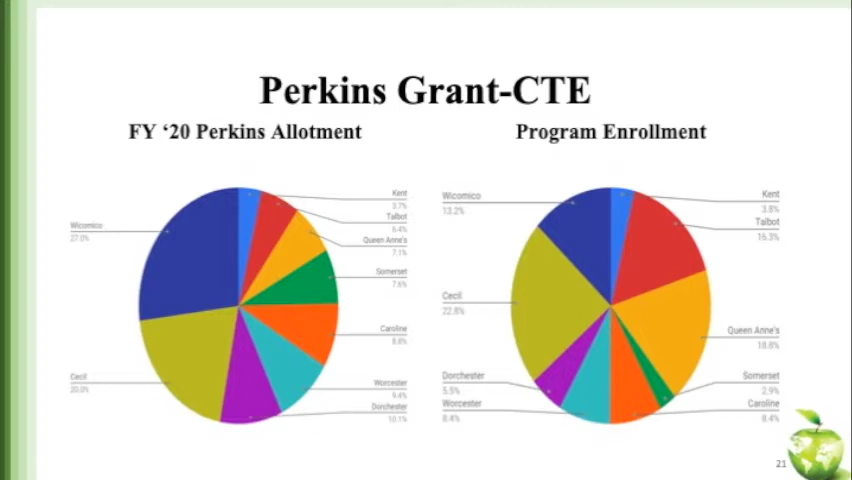 Perkins Grant-CTE
FY ‘20 Perkins Allotment
Kent
3.7%
Talbot
6.4%
Queen Anne's
7.1%
Somerset
7.6%
Caroline
8.8%
Worcester
9.4%
Dorchester
10.1%
Cecil
20.0%
Wicomico
27.0%
Program Enrollment
Kent
3.8%
Talbot
16.3%
Queen Anne's
18.8%
Somerset
2.9%
Caroline
8.4%
Worcester
8.4%
Dorchester
5.5%
Cecil
22.8%
Wicomico
13.2%
21